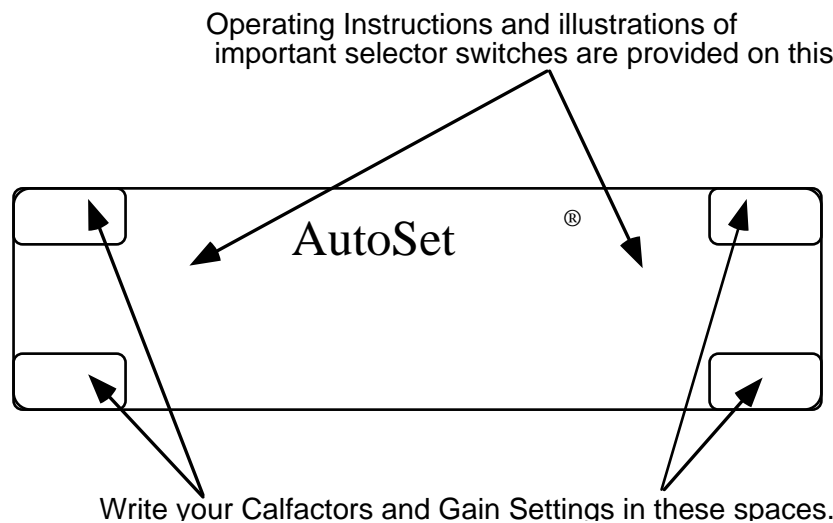 Operating Instructions and illustrations of
important selector switches are provided on this
AutoSet ®
Write your Calfactors and Gain Settings in these spaces.